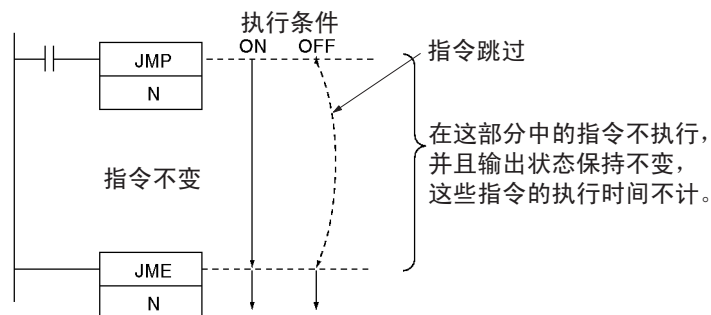 执行条件
ON OFF
指令跳过
JMP
N
在这部分中的指令不执行，
并且输出状态保持不变，
这些指令的执行时间不计。
指令不变
JME
N